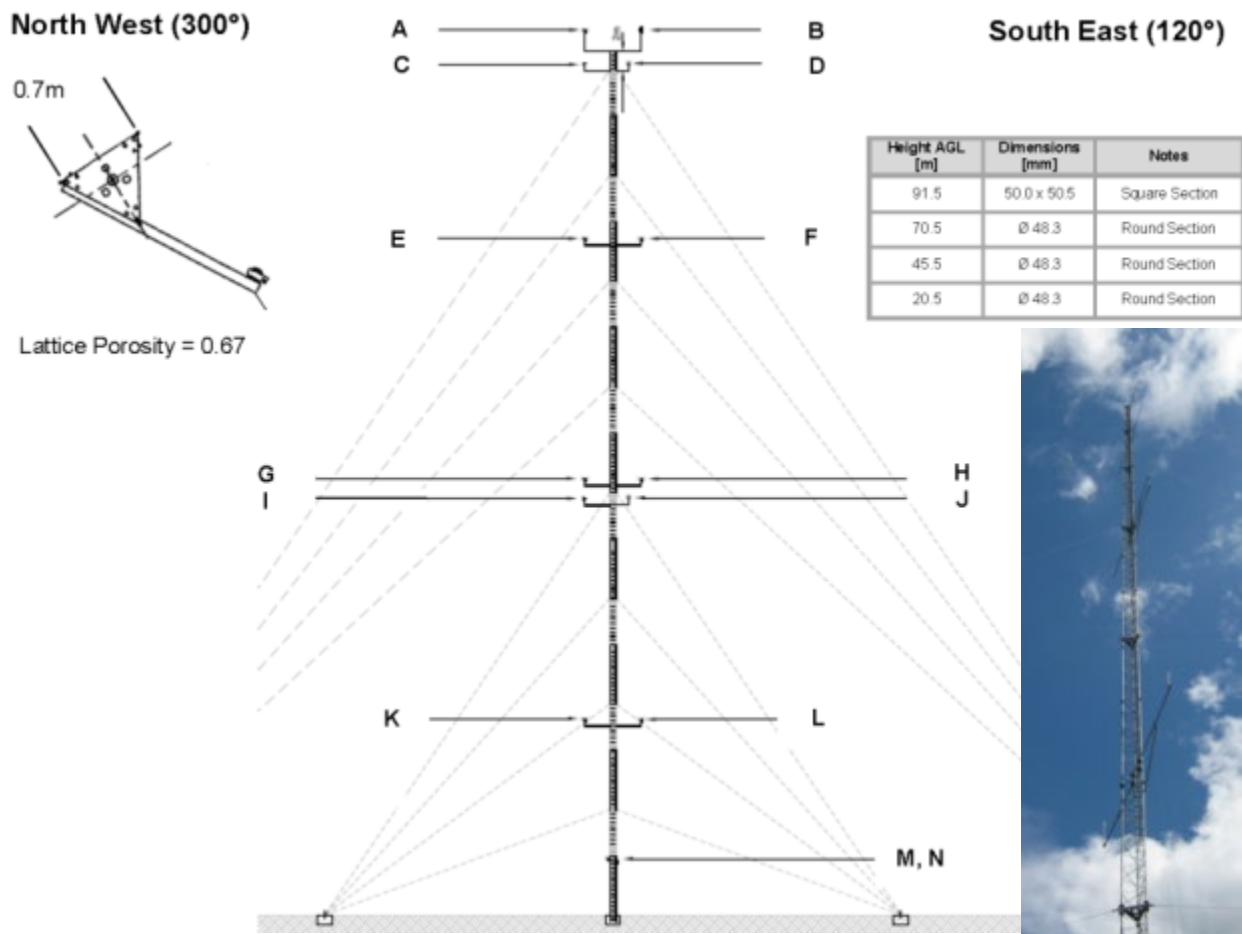 North West (300°)
South East (120°)
A
B
C
D
0.7m
Height AGL [m] Dimensions [mm] Notes
91.5 50.0 x 50.5 Square Section
70.5 Ø 48.3 Round Section
45.5 Ø 48.3 Round Section
20.5 Ø 48.3 Round Section
E
F
Lattice Porosity = 0.67
G
H
I
J
K
L
M, N